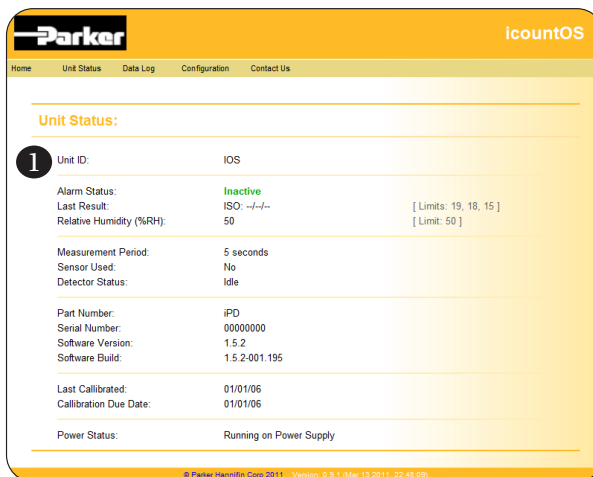 Parker
icountOS
Home Unit Status Data Log Configuration Contact Us
Unit Status:
1 Unit ID: IOS
Alarm Status: Inactive
Last Result: ISO: --/--/-- [ Limits: 19, 18, 15 ]
Relative Humidity (%RH): 50 [ Limit: 50 ]
Measurement Period: 5 seconds
Sensor Used: No
Detector Status: Idle
Part Number: iPD
Serial Number: 00000000
Software Version: 1.5.2
Software Build: 1.5.2-001.195
Last Callibrated: 01/01/06
Callibration Due Date: 01/01/06
Power Status: Running on Power Supply
© Parker Hannifin Corp 2011 Version: 0.9.1 (Mar 13 2011, 22:48:09)